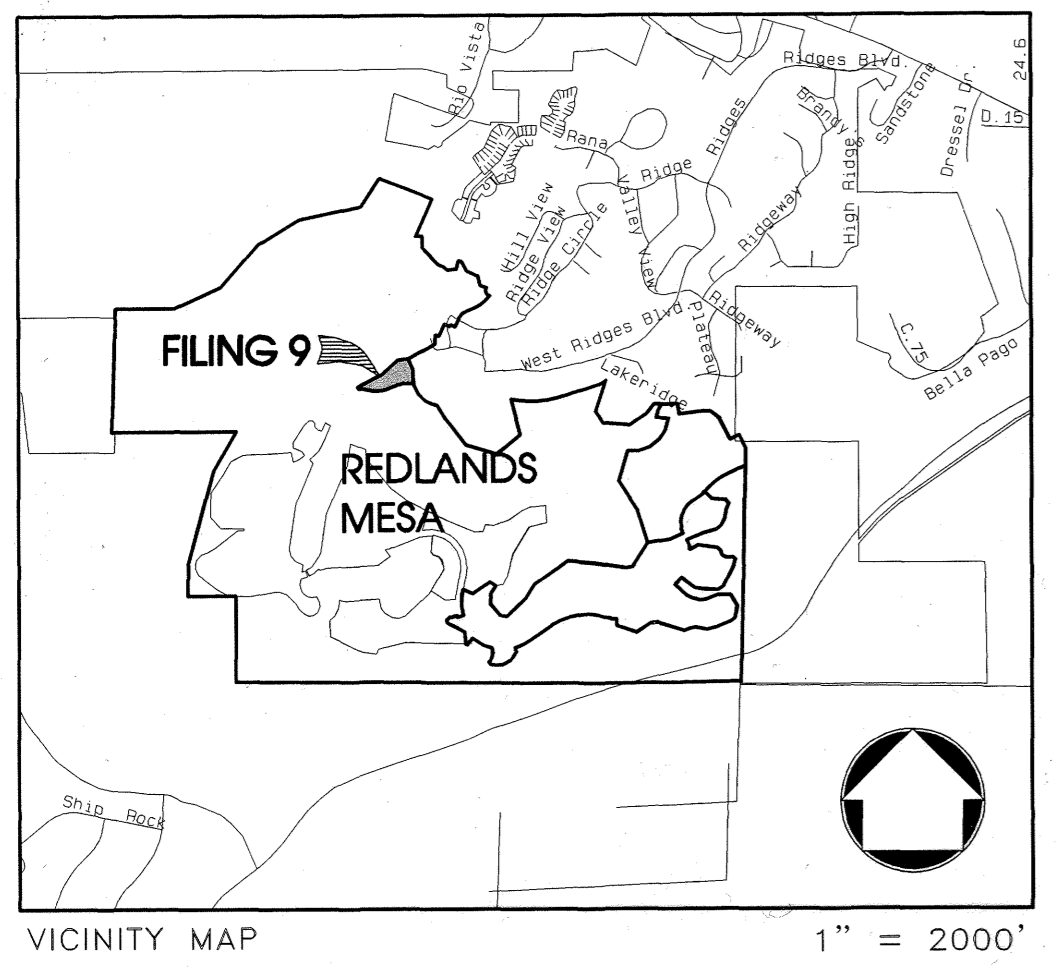 Rio Vista
Ridges Blvd.
24.6
Sandstone
Brandy's
Dressel Dr.
D.15
Rana
Ridges
Ridge
High Ridge
Valley View
Ridgeway
Hill View
Ridge View
Ridge Circle
Ridgeway
West Ridges Blvd.
Plateau
C.75
Bella Pago
FILING 9
Lakeridge
REDLANDS
MESA
Ship Rock
VICINITY MAP
1" = 2000'